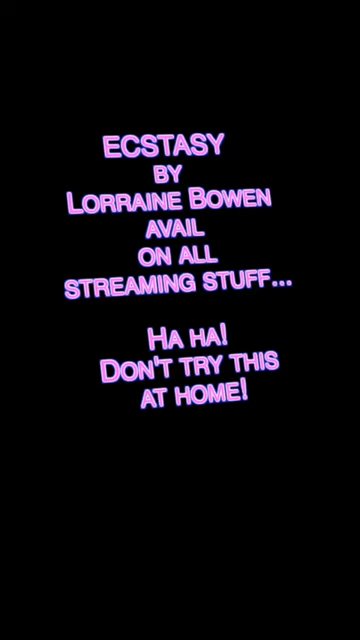 ECSTASY
BY
LORRAINE BOWEN
AVAIL
ON ALL
STREAMING STUFF...
HA HA!
DON'T TRY THIS
AT HOME!